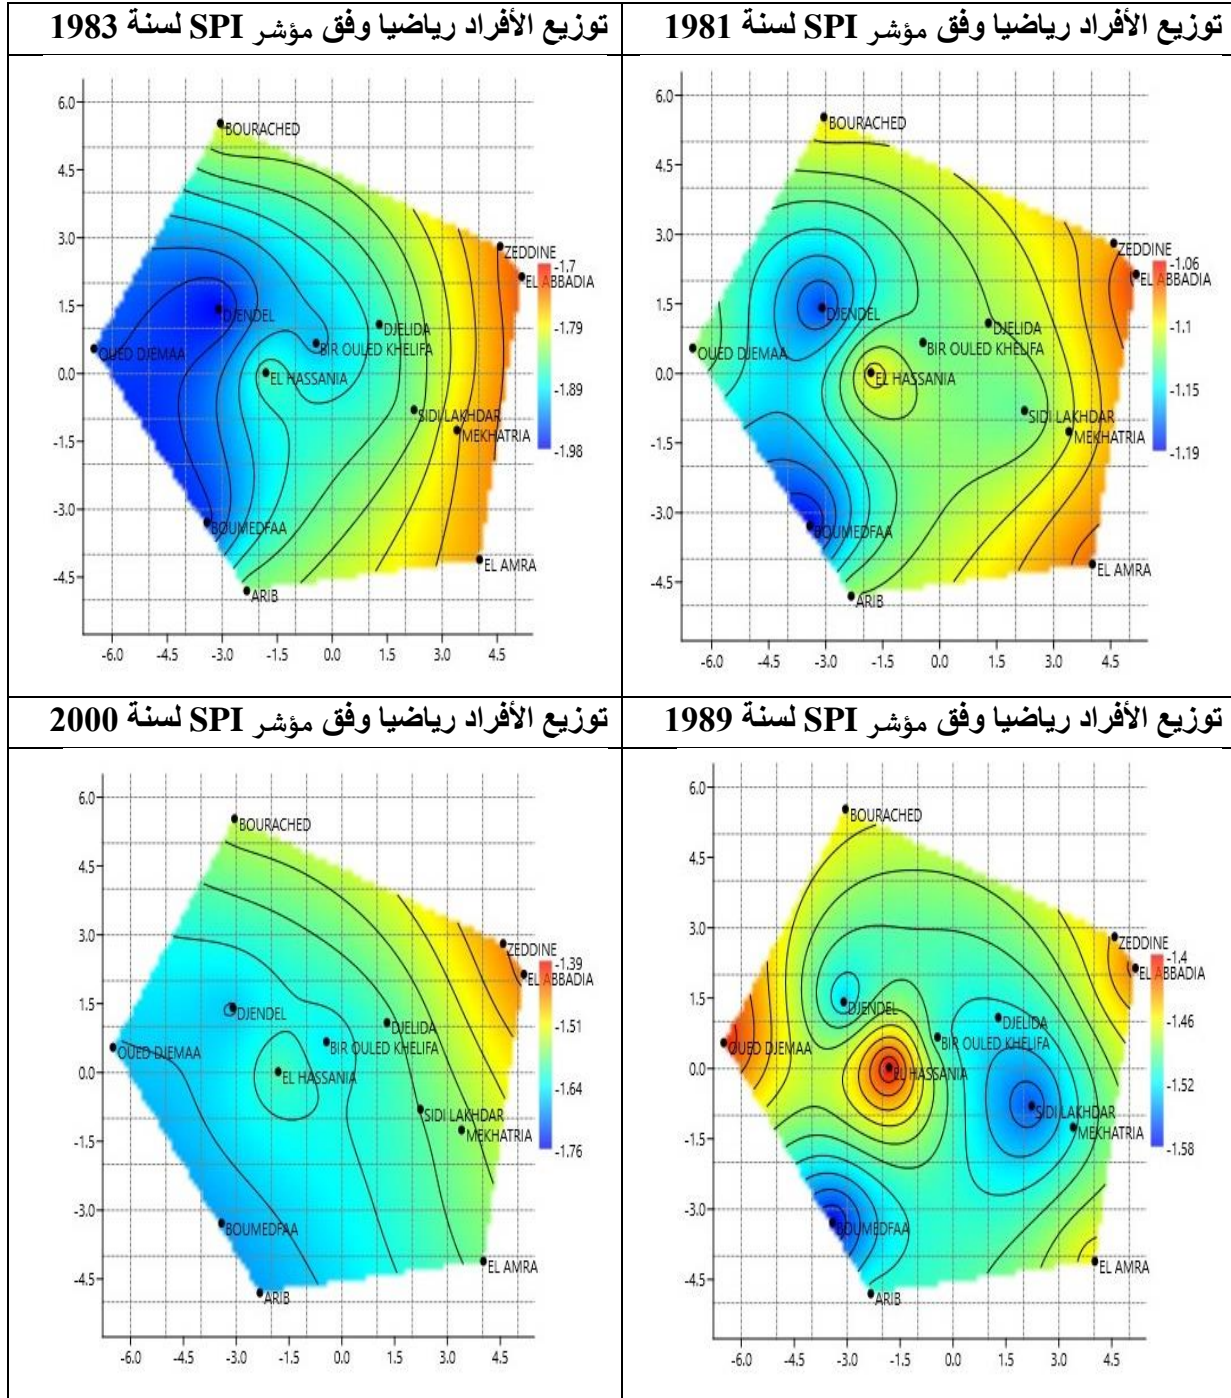 توزيع الأفراد رياضيا وفق مؤشر SPI لسنة 1981
6.0
4.5
3.0
1.5
0.0
-1.5
-3.0
-4.5
BOURACHED
ZEDDINE
EL ABBADIA
DJENDEL
DJELIDA
OUED DJEMAA
BIR OULED KHELIFA
EL HASSANIA
SIDI LAKHDAR
MEKHATRIA
BOUMEDFAA
EL AMRA
ARIB
-1.06
-1.1
-1.15
-1.19
-6.0 -4.5 -3.0 -1.5 0.0 1.5 3.0 4.5
توزيع الأفراد رياضيا وفق مؤشر SPI لسنة 1983
6.0
4.5
3.0
1.5
0.0
-1.5
-3.0
-4.5
BOURACHED
ZEDDINE
EL ABBADIA
DJENDEL
DJELIDA
OUED DJEMAA
BIR OULED KHELIFA
EL HASSANIA
SIDI LAKHDAR
MEKHATRIA
BOUMEDFAA
EL AMRA
ARIB
-1.7
-1.79
-1.89
-1.98
-6.0 -4.5 -3.0 -1.5 0.0 1.5 3.0 4.5
توزيع الأفراد رياضيا وفق مؤشر SPI لسنة 1989
6.0
4.5
3.0
1.5
0.0
-1.5
-3.0
-4.5
BOURACHED
ZEDDINE
EL ABBADIA
DJENDEL
DJELIDA
OUED DJEMAA
BIR OULED KHELIFA
EL HASSANIA
SIDI LAKHDAR
MEKHATRIA
BOUMEDFAA
EL AMRA
ARIB
-1.4
-1.46
-1.52
-1.58
-6.0 -4.5 -3.0 -1.5 0.0 1.5 3.0 4.5
توزيع الأفراد رياضيا وفق مؤشر SPI لسنة 2000
6.0
4.5
3.0
1.5
0.0
-1.5
-3.0
-4.5
BOURACHED
ZEDDINE
EL ABBADIA
DJENDEL
DJELIDA
OUED DJEMAA
BIR OULED KHELIFA
EL HASSANIA
SIDI LAKHDAR
MEKHATRIA
BOUMEDFAA
EL AMRA
ARIB
-1.39
-1.51
-1.64
-1.76
-6.0 -4.5 -3.0 -1.5 0.0 1.5 3.0 4.5